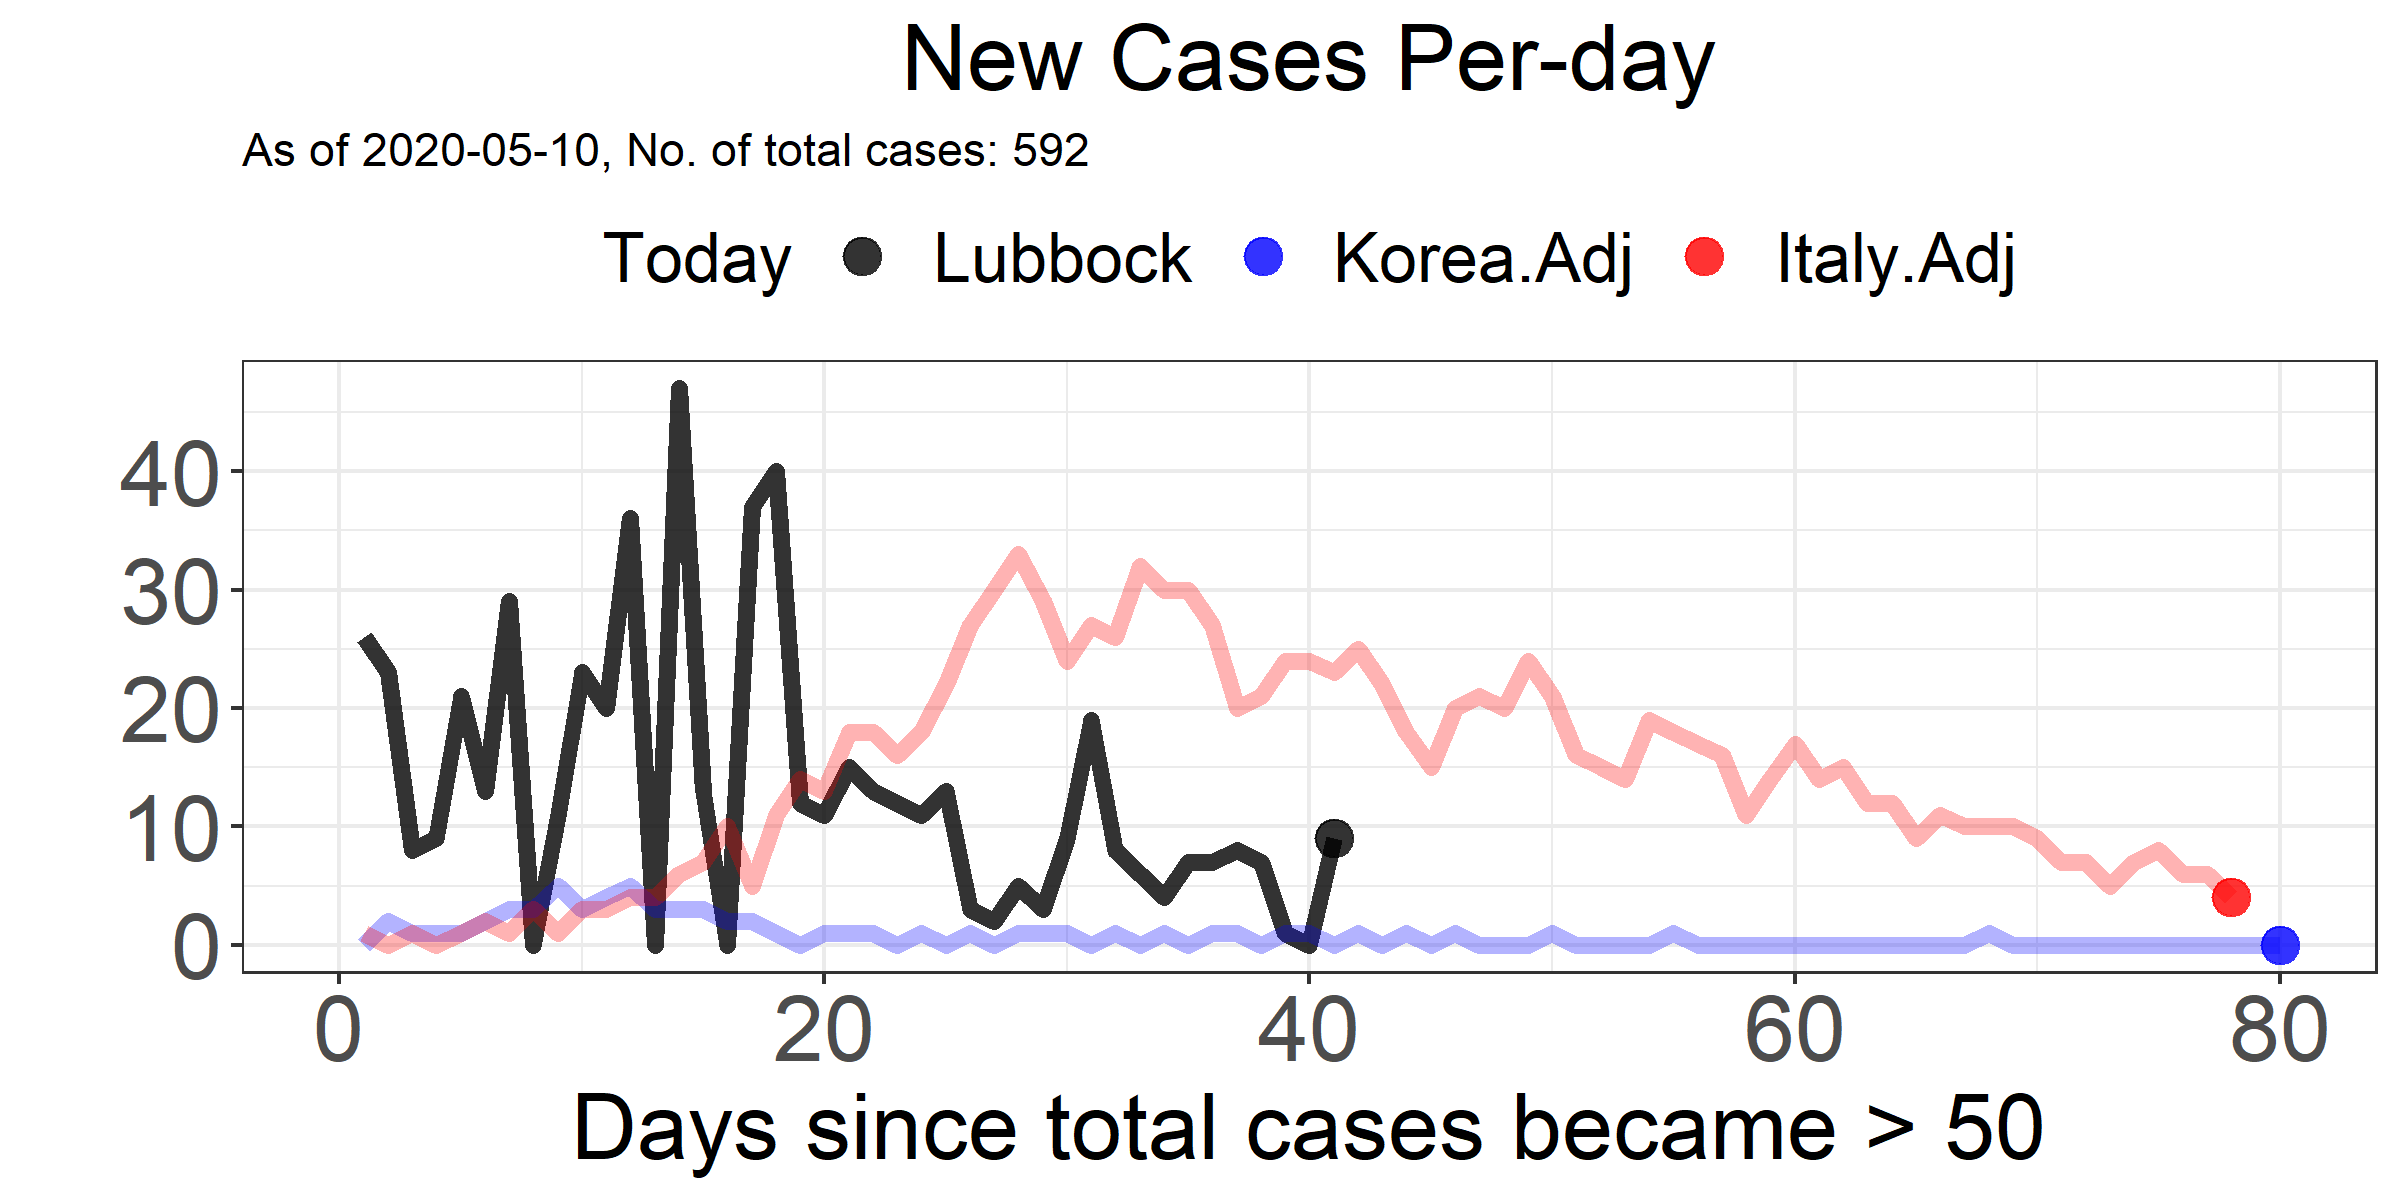 New Cases Per-day
As of 2020-05-10, No. of total cases: 592
Today Lubbock Korea.Adj Italy.Adj
40
30
20
10
0
0 20 40 60 80
Days since total cases became > 50